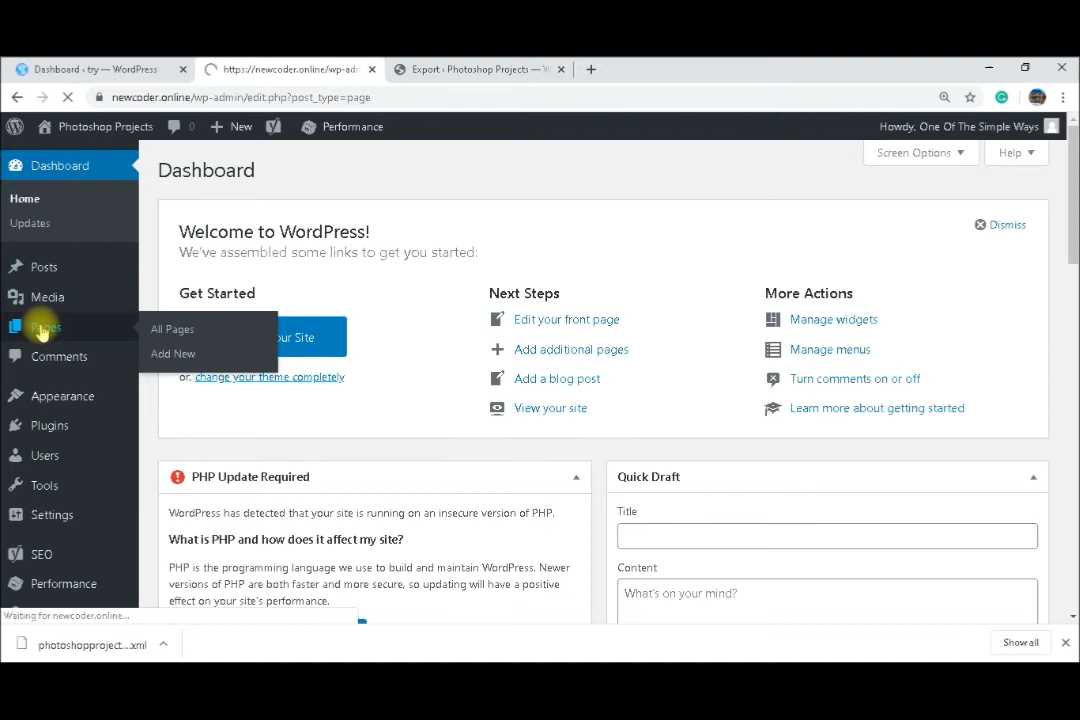 Dashboard ‹ try — WordPress
https://newcoder.online/wp-adm
Export ‹ Photoshop Projects — W
newcoder.online/wp-admin/edit.php?post_type=page
Photoshop Projects
0
New
Performance
Howdy, One Of The Simple Ways
Dashboard
Home
Updates
Posts
Media
Pages
All Pages
Add New
Comments
Appearance
Plugins
Users
Tools
Settings
SEO
Performance
Dashboard
Screen Options
Help
Welcome to WordPress!
We've assembled some links to get you started:
Dismiss
Get Started
our Site
or, change your theme completely
Next Steps
Edit your front page
Add additional pages
Add a blog post
View your site
More Actions
Manage widgets
Manage menus
Turn comments on or off
Learn more about getting started
PHP Update Required
WordPress has detected that your site is running on an insecure version of PHP.
What is PHP and how does it affect my site?
PHP is the programming language we use to build and maintain WordPress. Newer
versions of PHP are both faster and more secure, so updating will have a positive
effect on your site's performance.
Quick Draft
Title
Content
What's on your mind?
Waiting for newcoder.online...
photoshopproject....xml
Show all